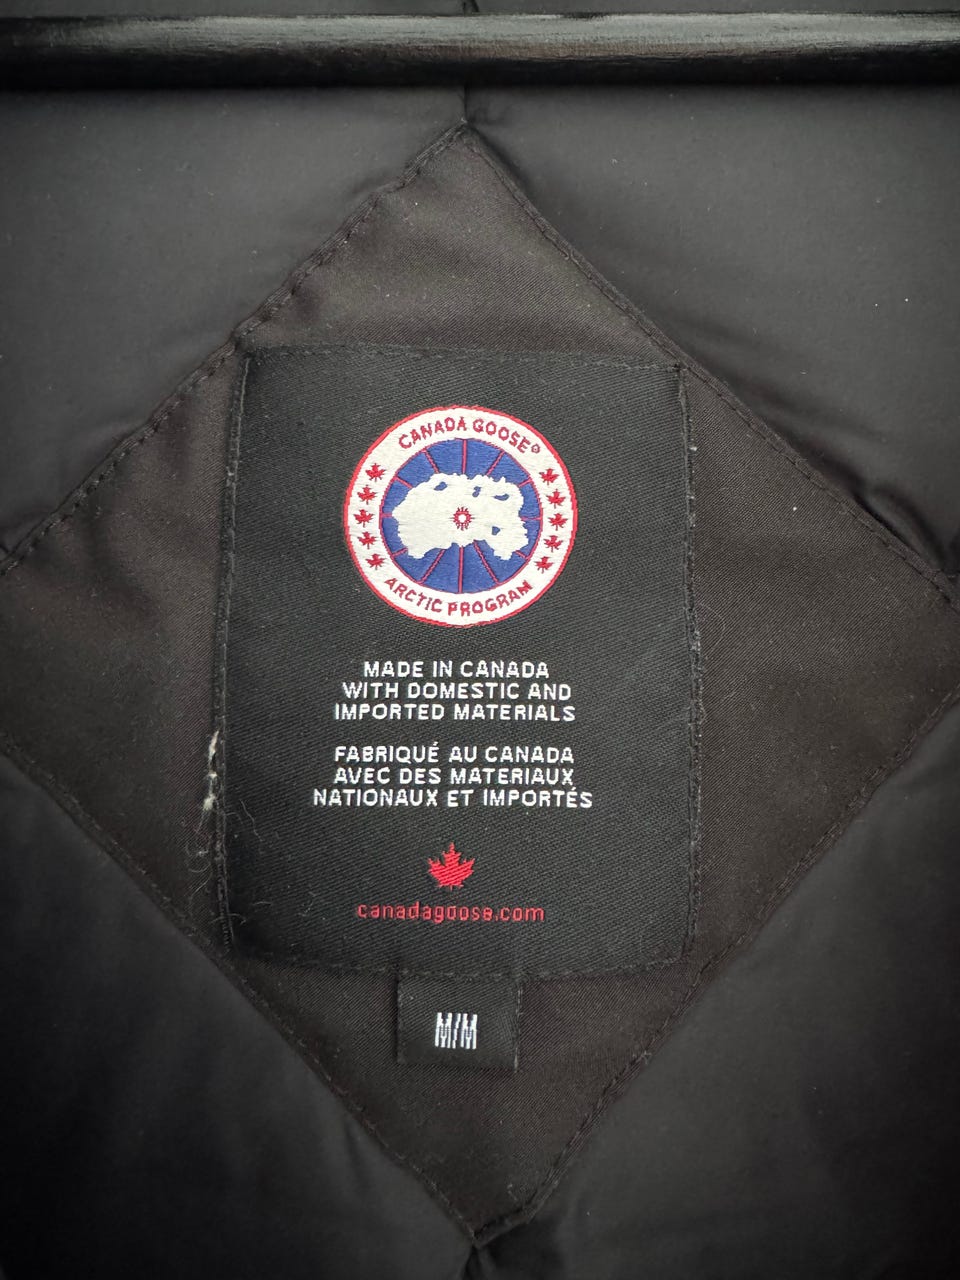 CANADA GOOSE®
ARCTIC PROGRAM
MADE IN CANADA
WITH DOMESTIC AND
IMPORTED MATERIALS
FABRIQUÉ AU CANADA
AVEC DES MATERIAUX
NATIONAUX ET IMPORTÉS
canadagoose.com
M/M